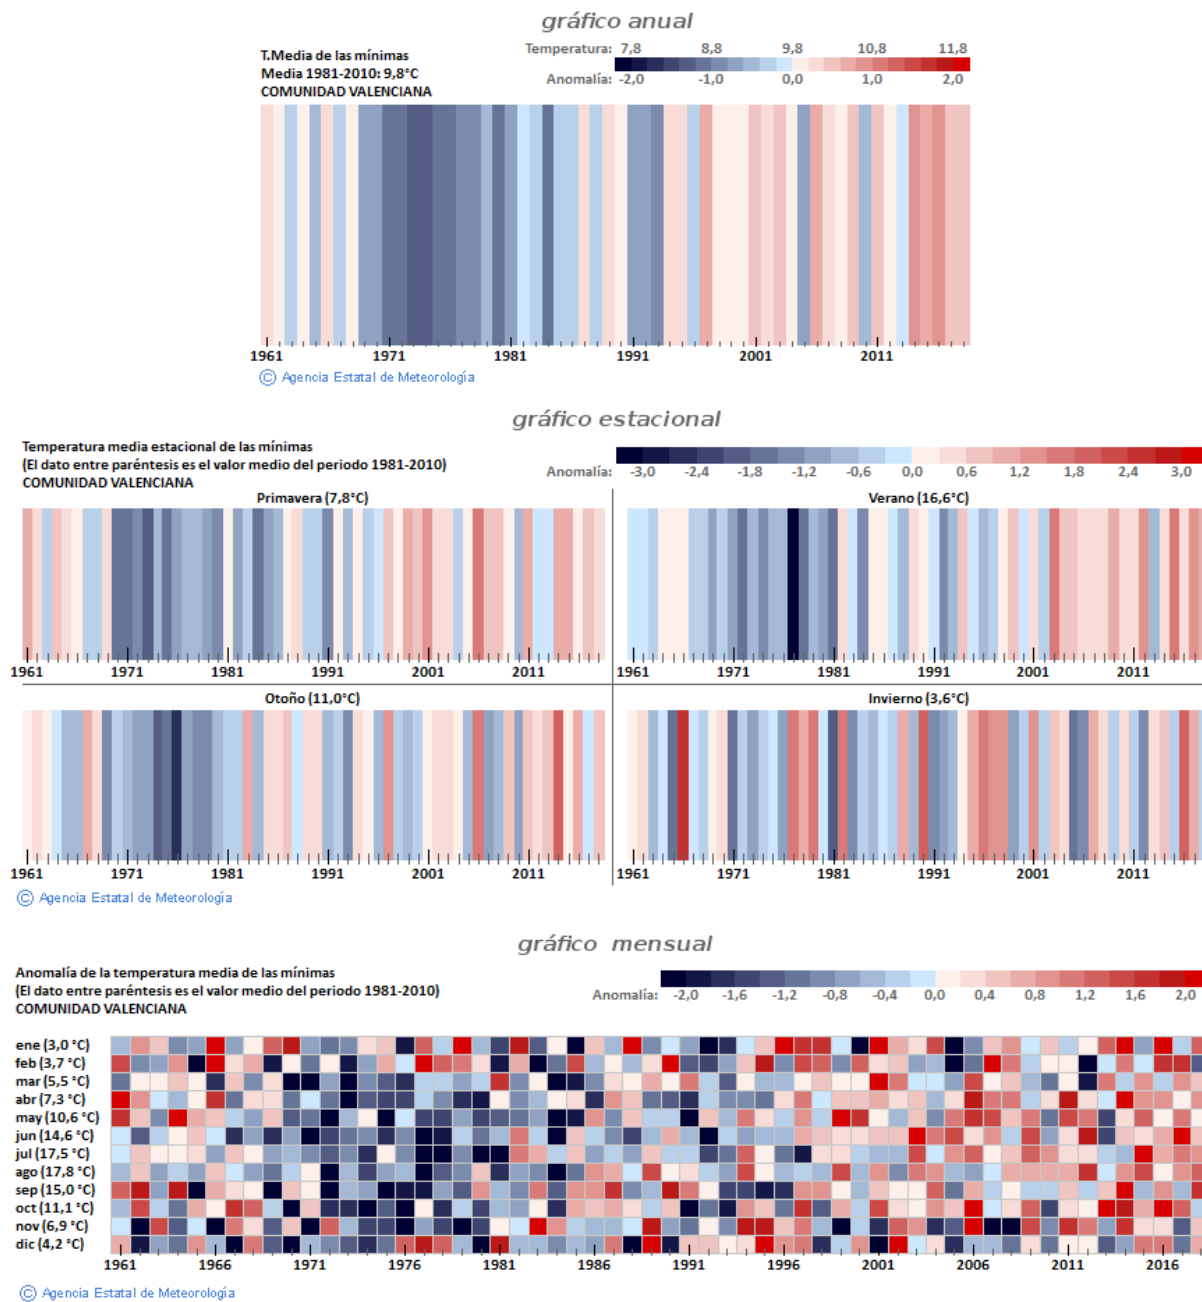 gráfico anual
T.Media de las mínimas
Media 1981-2010: 9,8°C
COMUNIDAD VALENCIANA
Temperatura: 7,8 8,8 9,8 10,8 11,8
Anomalía: -2,0 -1,0 0,0 1,0 2,0
1961 1971 1981 1991 2001 2011
© Agencia Estatal de Meteorología
gráfico estacional
Temperatura media estacional de las mínimas
(El dato entre paréntesis es el valor medio del periodo 1981-2010)
COMUNIDAD VALENCIANA
Anomalía: -3,0 -2,4 -1,8 -1,2 -0,6 0,0 0,6 1,2 1,8 2,4 3,0
Primavera (7,8°C)
1961 1971 1981 1991 2001 2011
Verano (16,6°C)
1961 1971 1981 1991 2001 2011
Otoño (11,0°C)
1961 1971 1981 1991 2001 2011
Invierno (3,6°C)
1961 1971 1981 1991 2001 2011
© Agencia Estatal de Meteorología
gráfico mensual
Anomalía de la temperatura media de las mínimas
(El dato entre paréntesis es el valor medio del periodo 1981-2010)
COMUNIDAD VALENCIANA
Anomalía: -2,0 -1,6 -1,2 -0,8 -0,4 0,0 0,4 0,8 1,2 1,6 2,0
ene (3,0 °C)
feb (3,7 °C)
mar (5,5 °C)
abr (7,3 °C)
may (10,6 °C)
jun (14,6 °C)
jul (17,5 °C)
ago (17,8 °C)
sep (15,0 °C)
oct (11,1 °C)
nov (6,9 °C)
dic (4,2 °C)
1961 1966 1971 1976 1981 1986 1991 1996 2001 2006 2011 2016
© Agencia Estatal de Meteorología